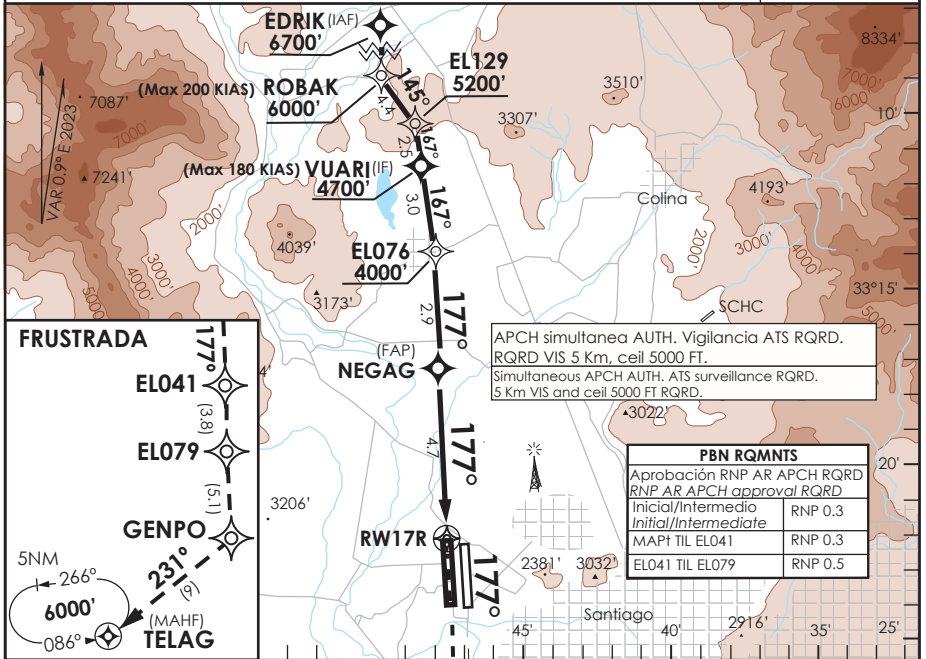 EDRIK (IAF)
6700'
(Max 200 KIAS) ROBAK
6000'
EL129
5200'
145°
4.4
2.5
167°
(Max 180 KIAS) VUARI (IF)
4700'
167°
3.0
EL076
4000'
2.9
177°
(FAP)
NEGAG
4.7
177°
RW17R
177°
VAR 0.9° E 2023
7087'
7000'
7241'
2000'
3000'
4000'
5000'
4039'
3173'
3206'
3307'
3510'
8334'
7000'
6000'
10'
Colina
4193'
2000'
3000'
4000'
5000'
33°15'
SCHC
APCH simultanea AUTH. Vigilancia ATS RQRD.
RQRD VIS 5 Km, ceil 5000 FT.
Simultaneous APCH AUTH. ATS surveillance RQRD.
5 Km VIS and ceil 5000 FT RQRD.
3022'
20'
PBN RQMNTS
Aprobación RNP AR APCH RQRD
RNP AR APCH approval RQRD
Inicial/Intermedio
Initial/Intermediate
RNP 0.3
MAPt TIL EL041
RNP 0.3
EL041 TIL EL079
RNP 0.5
2381'
3032'
Santiago
2916'
45'
40'
35'
25'
FRUSTRADA
177°
4'
EL041
(3.8)
EL079
(5.1)
GENPO
231°
(9)
5NM
266°
6000'
086°
(MAHF)
TELAG